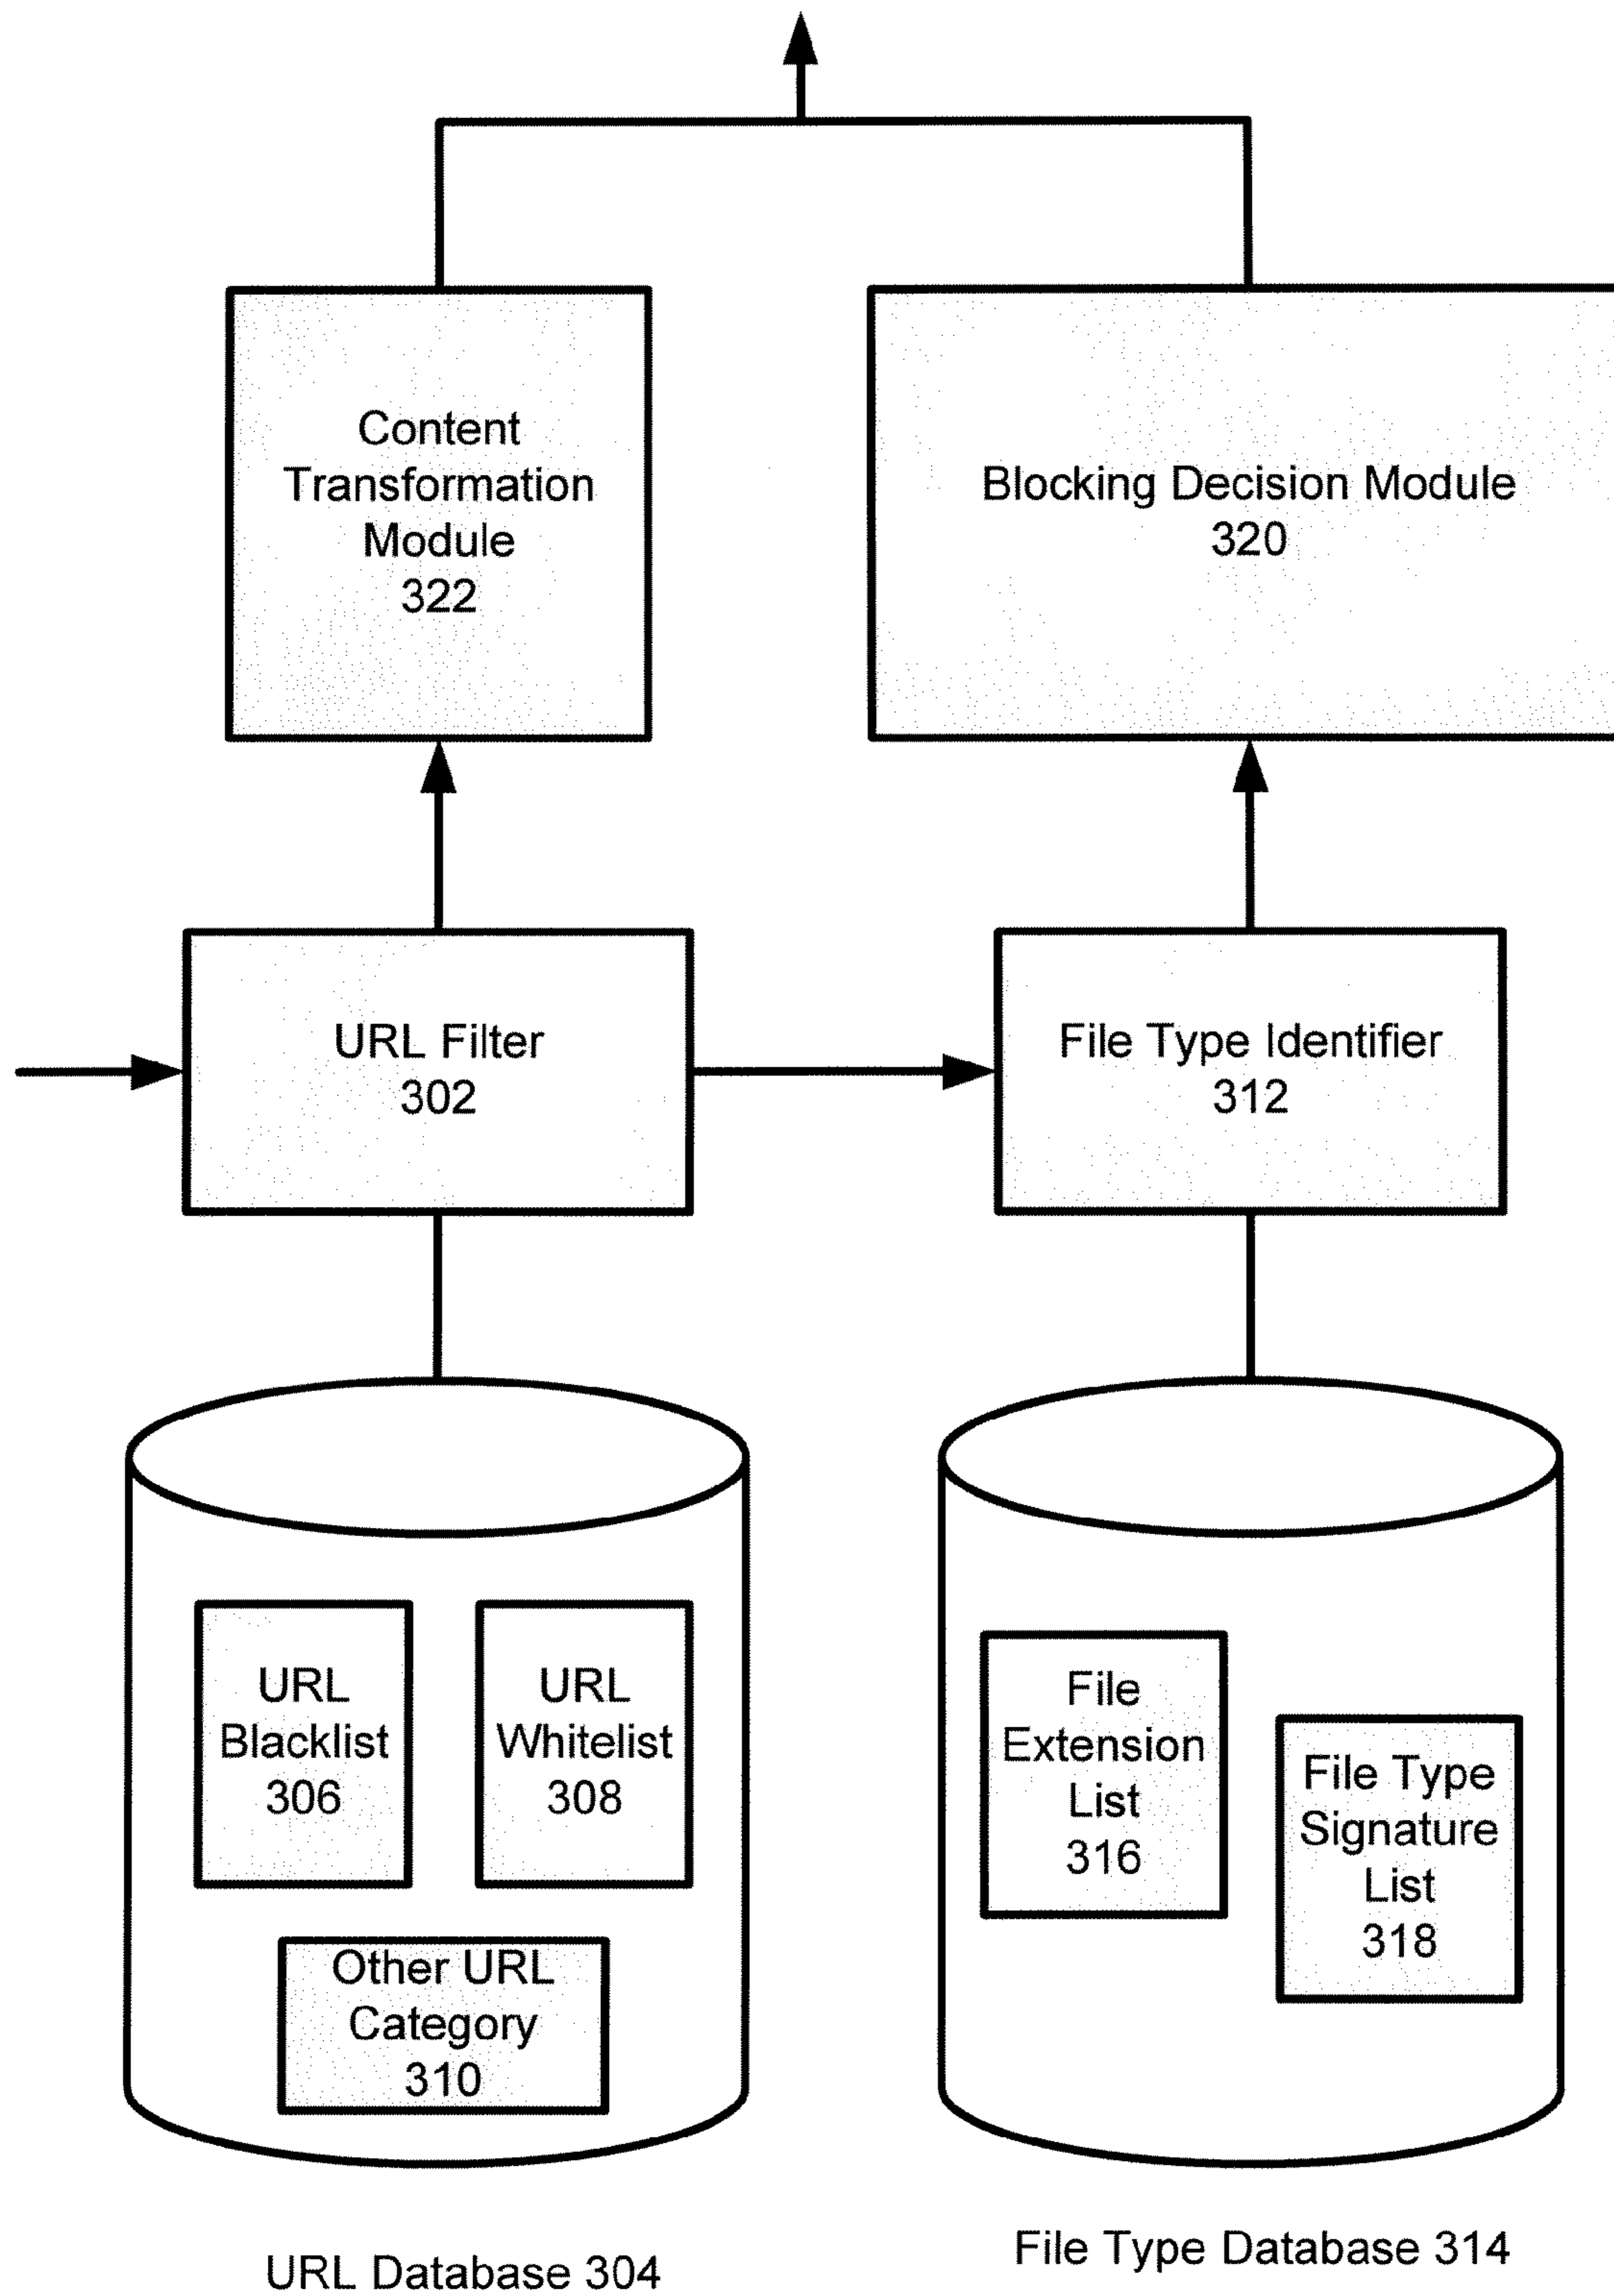 Content
Transformation
Module
322
Blocking Decision Module
320
URL Filter
302
File Type Identifier
312
URL
Blacklist
306
URL
Whitelist
308
Other URL
Category
310
File
Extension
List
316
File Type
Signature
List
318
URL Database 304
File Type Database 314